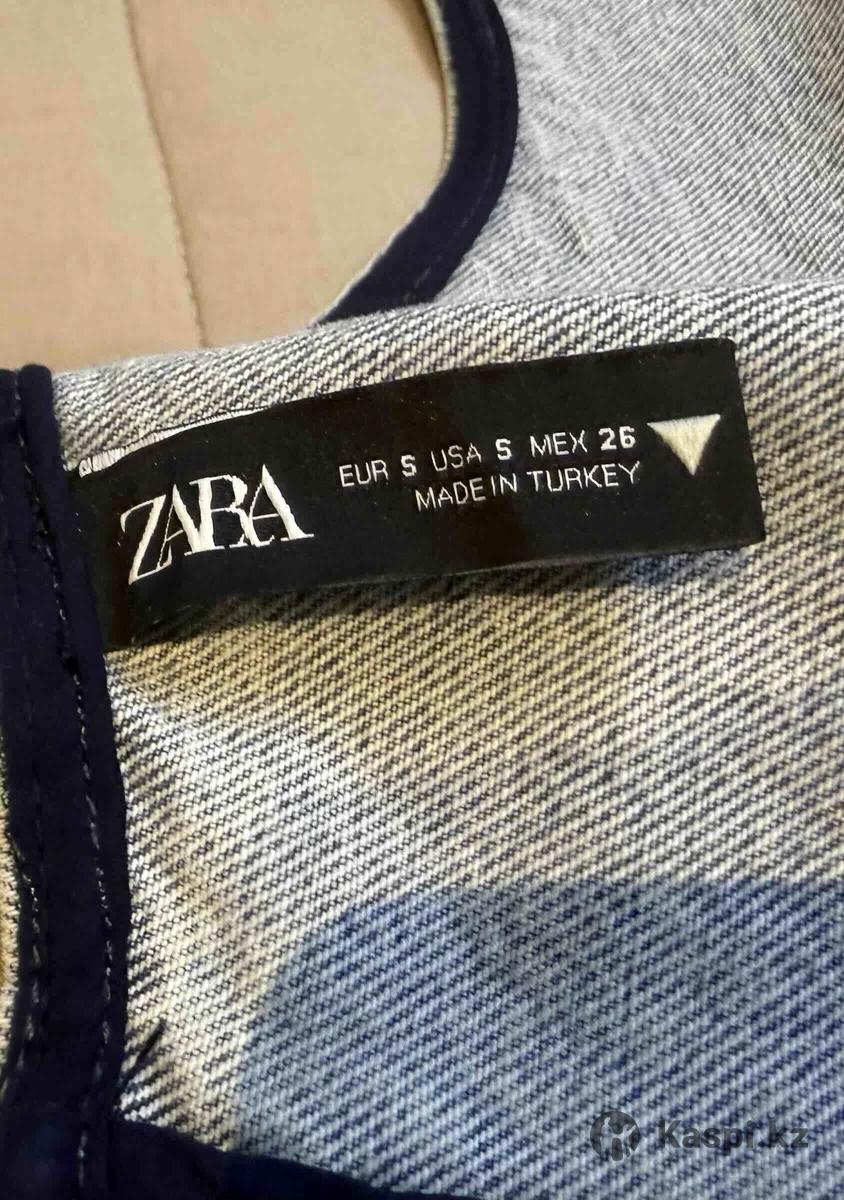 ZARA
EUR S USA S MEX 26
MADE IN TURKEY
Kaspi.kz